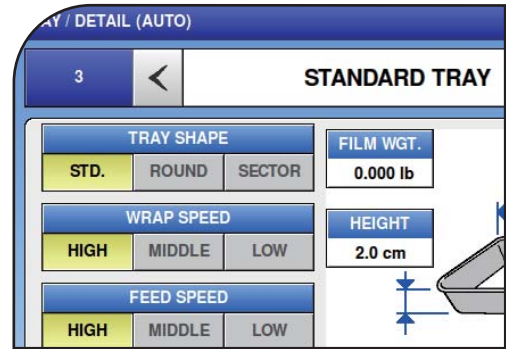 / DETAIL (AUTO)
3 < STANDARD TRAY
TRAY SHAPE
STD. ROUND SECTOR
FILM WGT.
0.000 lb
WRAP SPEED
HIGH MIDDLE LOW
HEIGHT
2.0 cm
FEED SPEED
HIGH MIDDLE LOW